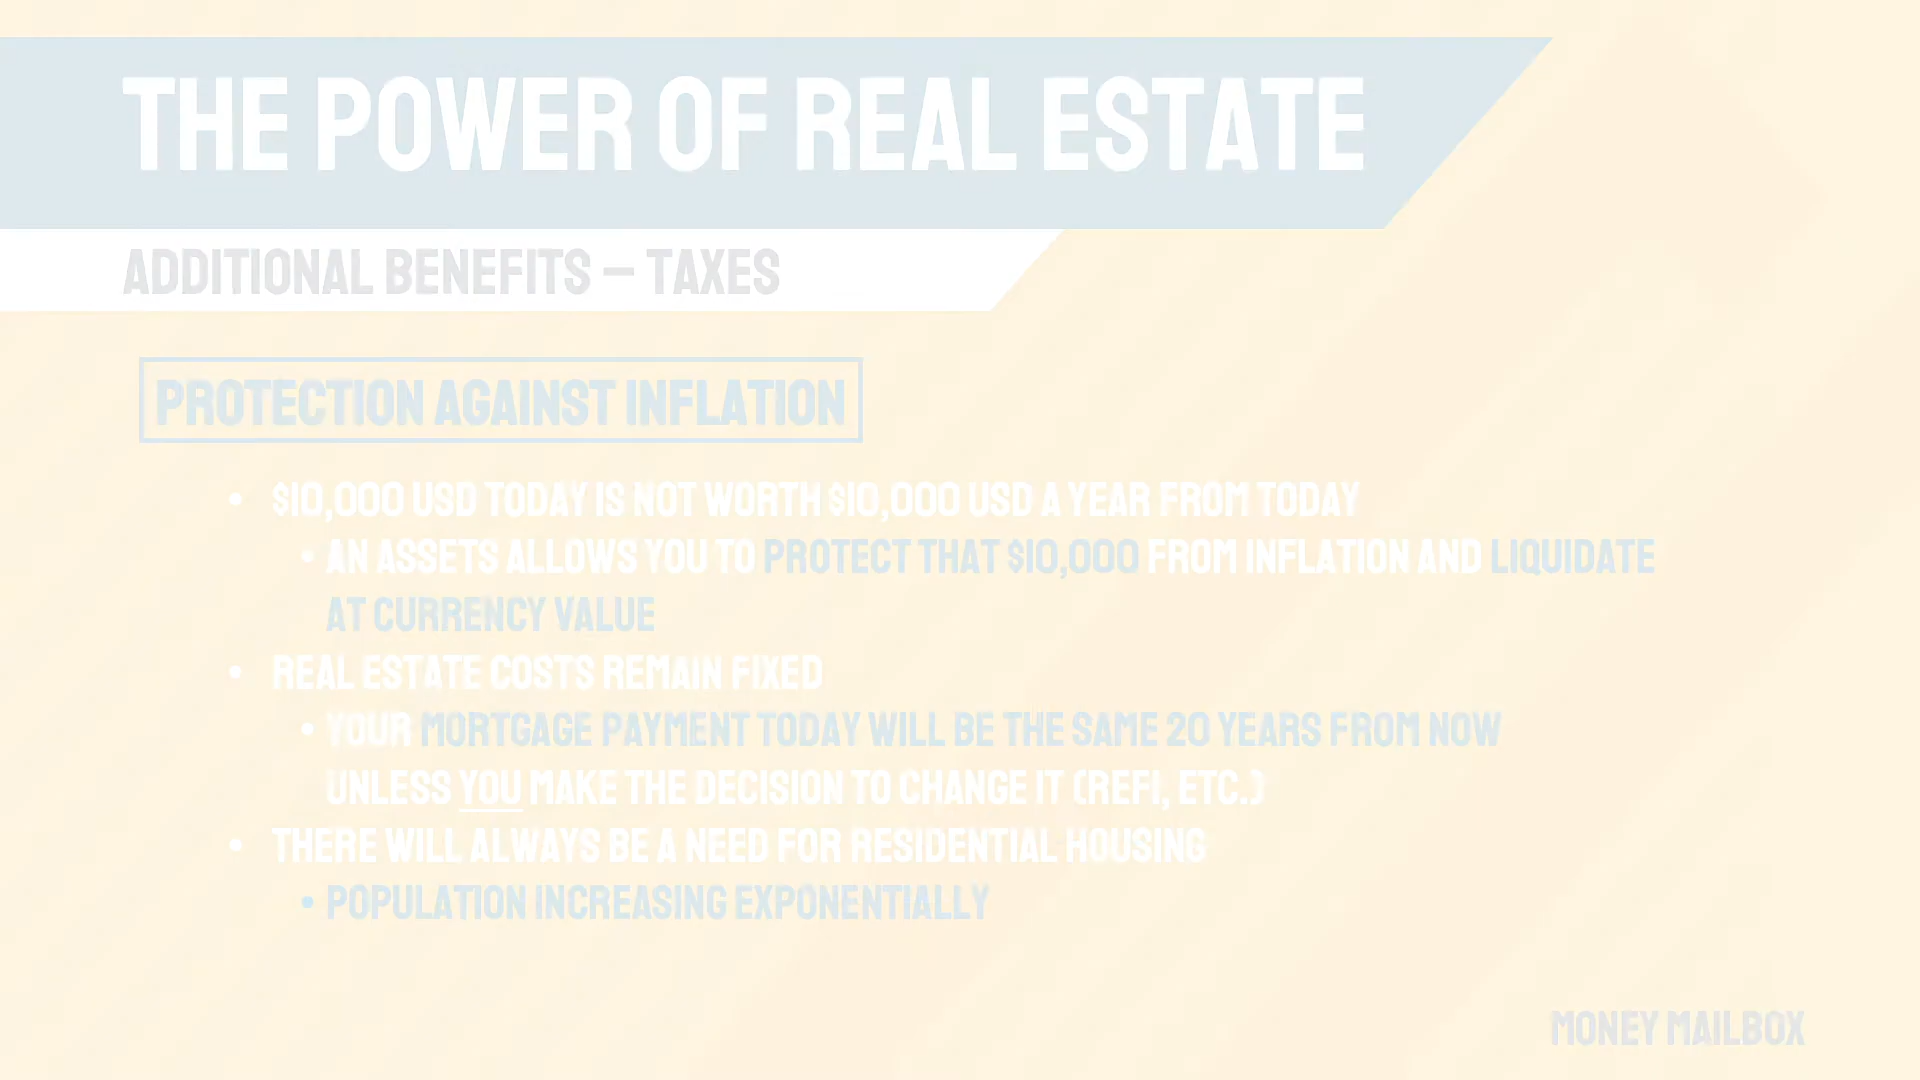 THE POWER OF REAL ESTATE
ADDITIONAL BENEFITS – TAXES
PROTECTION AGAINST INFLATION
• $10,000 USD TODAY IS NOT WORTH $10,000 USD A YEAR FROM TODAY
• AN ASSETS ALLOWS YOU TO PROTECT THAT $10,000 FROM INFLATION AND LIQUIDATE
AT CURRENCY VALUE
• REAL ESTATE COSTS REMAIN FIXED
• YOUR MORTGAGE PAYMENT TODAY WILL BE THE SAME 20 YEARS FROM NOW
UNLESS YOU MAKE THE DECISION TO CHANGE IT (REFI, ETC.)
• THERE WILL ALWAYS BE A NEED FOR RESIDENTIAL HOUSING
• POPULATION INCREASING EXPONENTIALLY
MONEY MAILBOX